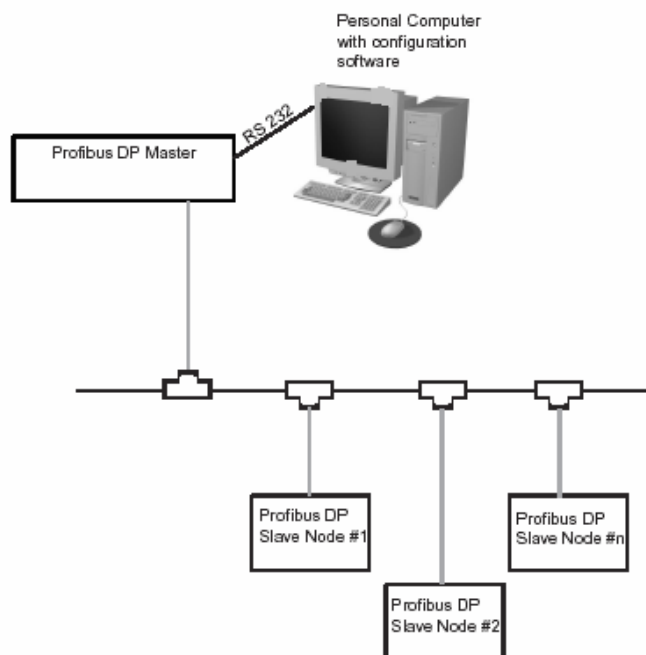 Personal Computer
with configuration
software
RS 232
Profibus DP Master
Profibus DP
Slave Node #1
Profibus DP
Slave Node #2
Profibus DP
Slave Node #n